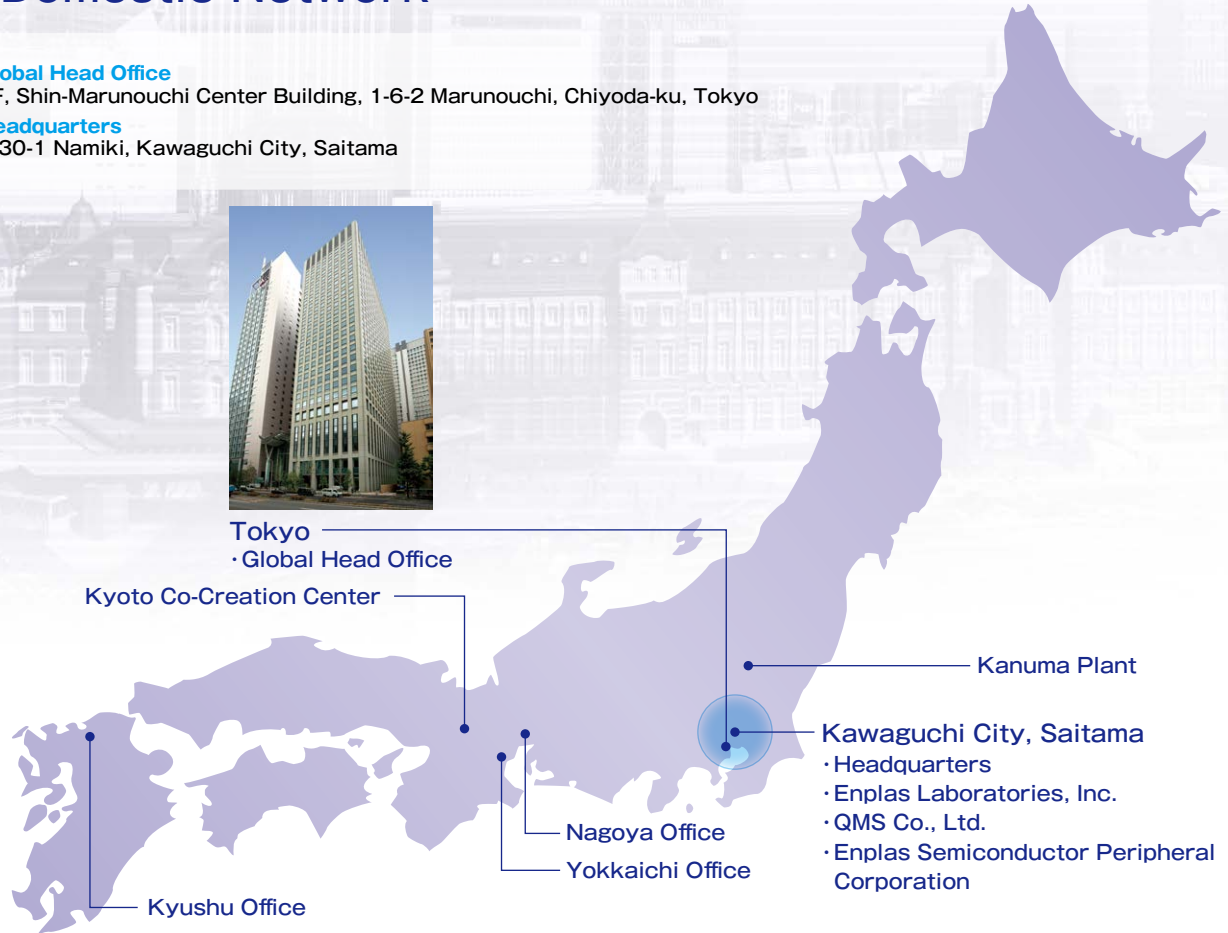 Domestic Network
Global Head Office
F, Shin-Marunouchi Center Building, 1-6-2 Marunouchi, Chiyoda-ku, Tokyo
Headquarters
30-1 Namiki, Kawaguchi City, Saitama
Tokyo
・Global Head Office
Kyoto Co-Creation Center
Kanuma Plant
Kawaguchi City, Saitama
・Headquarters
・Enplas Laboratories, Inc.
・QMS Co., Ltd.
・Enplas Semiconductor Peripheral
Corporation
Nagoya Office
Yokkaichi Office
Kyushu Office